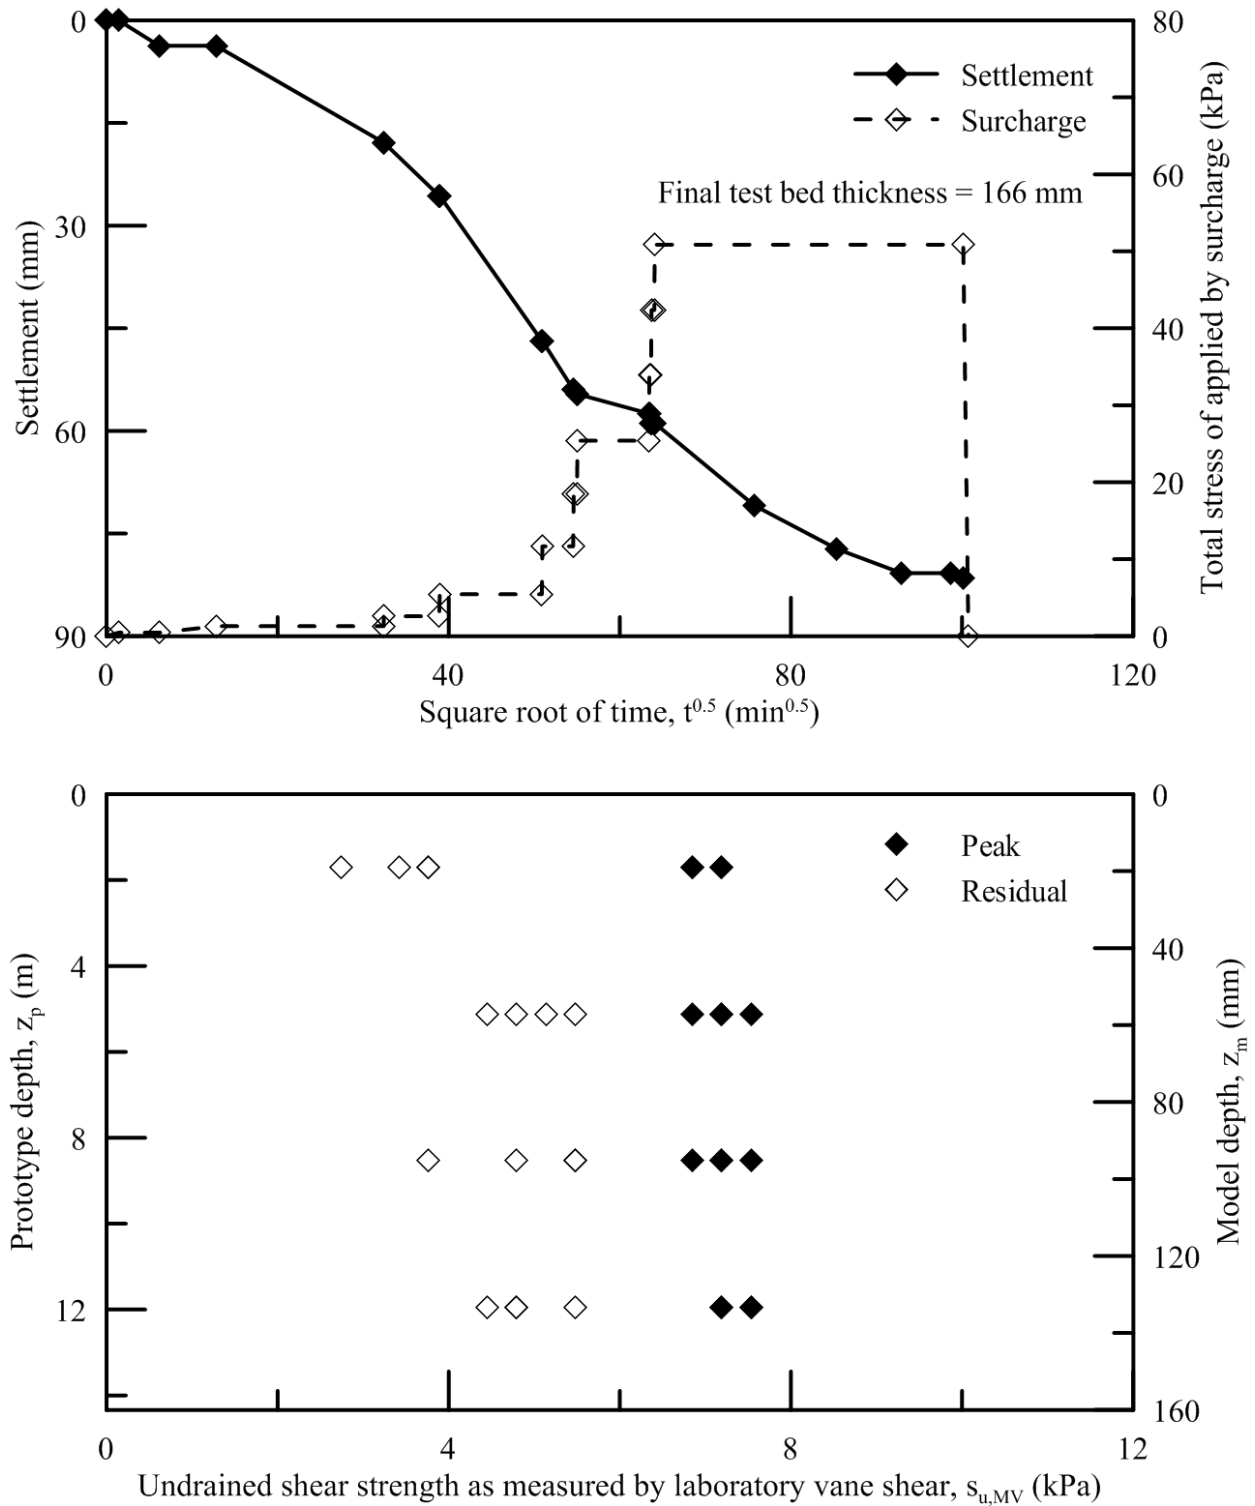 0
30
60
90
Settlement (mm)
80
60
40
20
0
Total stress of applied by surcharge (kPa)
Settlement
Surcharge
Final test bed thickness = 166 mm
0 40 80 120
Square root of time, t^0.5 (min^0.5)
0
4
8
12
Prototype depth, z_p (m)
0
40
80
120
160
Model depth, z_m (mm)
Peak
Residual
0 4 8 12
Undrained shear strength as measured by laboratory vane shear, s_u,MV (kPa)